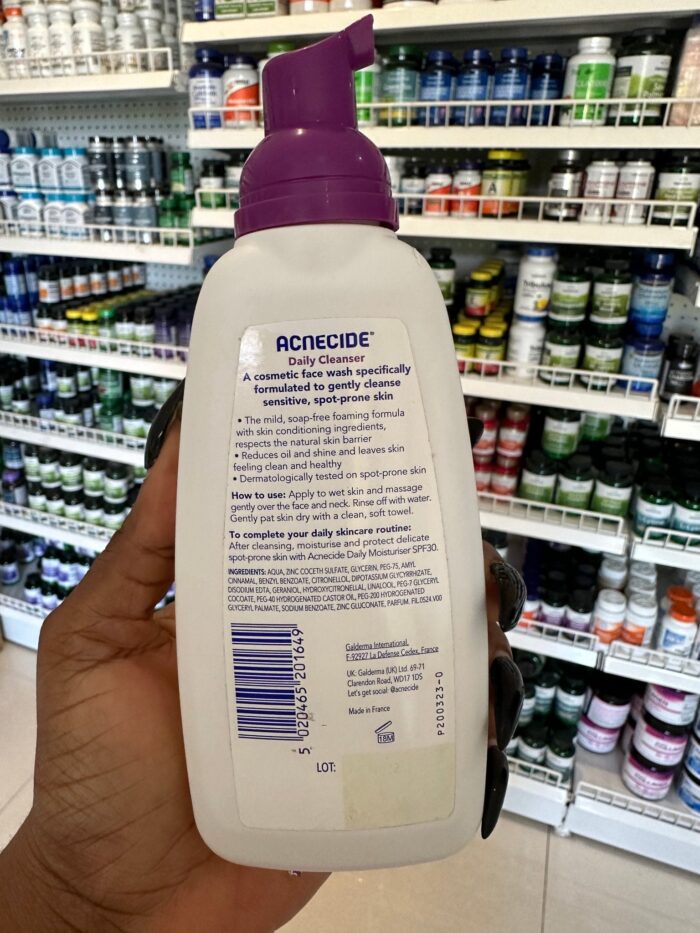 ACNECIDE®
Daily Cleanser
A cosmetic face wash specifically
formulated to gently cleanse
sensitive, spot-prone skin
• The mild, soap-free foaming formula
with skin conditioning ingredients,
respects the natural skin barrier
• Reduces oil and shine and leaves skin
feeling clean and healthy
• Dermatologically tested on spot-prone skin
How to use: Apply to wet skin and massage
gently over the face and neck. Rinse off with water.
Gently pat skin dry with a clean, soft towel.
To complete your daily skincare routine:
After cleansing, moisturise and protect delicate
spot-prone skin with Acnecide Daily Moisturiser SPF30.
INGREDIENTS: AQUA, ZINC COCETH SULFATE, GLYCERIN, PEG-75, AMYL
CINNAMAL, BENZYL BENZOATE, CITRONELLOL, DIPOTASSIUM GLYCYRRHIZATE,
DISODIUM EDTA, GERANIOL, HYDROXYCITRONELLAL, LINALOOL, PEG-7 GLYCERYL
COCOATE, PEG-40 HYDROGENATED CASTOR OIL, PEG-200 HYDROGENATED
GLYCERYL PALMATE, SODIUM BENZOATE, ZINC GLUCONATE, PARFUM. FIL.0524.V00
5 020465 201649
Galderma International,
F-92927 La Defense Cedex, France
UK: Galderma (UK) Ltd. 69-71
Clarendon Road, WD17 1DS
Let's get social: @acnecide
Made in France
18M
P200323-0
LOT: